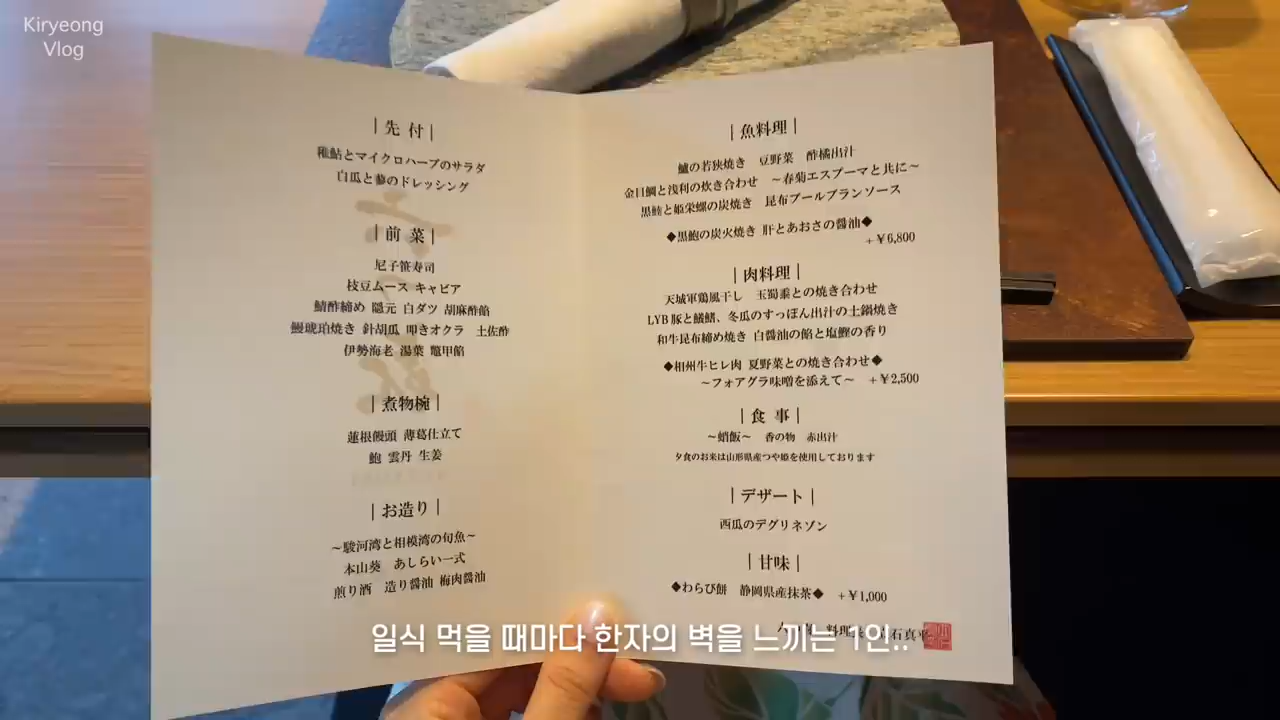 Kiryeong
Vlog
|先 付|
稚鮎とマイクロハーブのサラダ
白瓜と蓼のドレッシング
|前 菜|
尼子笹寿司
枝豆ムース キャビア
鯖酢締め 隠元 白ダツ 胡麻酢餡
鰻琥珀焼き 針胡瓜 叩きオクラ 土佐酢
伊勢海老 湯葉 鼈甲餡
|煮物椀|
蓮根饅頭 薄葛仕立て
鮑 雲丹 生姜
|お造り|
~駿河湾と相模湾の旬魚~
本山葵 あしらい一式
煎り酒 造り醤油 梅肉醤油
|魚料理|
鱸の若狭焼き 豆野菜 酢橘出汁
金目鯛と浅利の炊き合わせ ~春菊エスプーマと共に~
黒鮪と姫栄螺の炭焼き 昆布ブールブランソース
◆黒鮑の炭火焼き 肝とあおさの醤油◆
+¥6,800
|肉料理|
天城軍鶏風干し 玉蜀黍との焼き合わせ
LYB豚と鱶鰭、冬瓜のすっぽん出汁の土鍋焼き
和牛昆布締め焼き 白醤油の餡と塩鰹の香り
◆相州牛ヒレ肉 夏野菜との焼き合わせ◆
~フォアグラ味噌を添えて~ +¥2,500
|食 事|
~蛸飯~ 香の物 赤出汁
夕食のお米は山形県産つや姫を使用しております
|デザート|
西瓜のデグリネゾン
|甘味|
◆わらび餅 静岡県産抹茶◆ +¥1,000
料理長 石真平
일식 먹을 때마다 한자의 벽을 느끼는 1인..